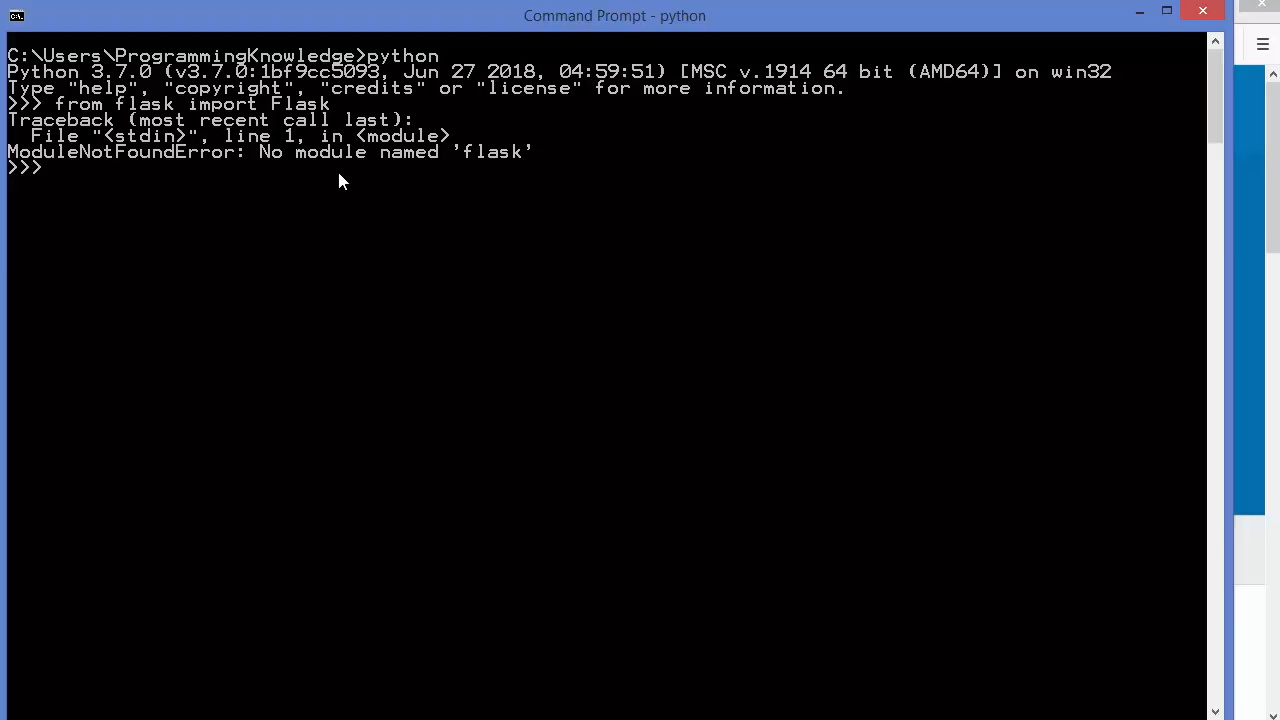 Command Prompt - python
C:\Users\ProgrammingKnowledge>python
Python 3.7.0 (v3.7.0:1bf9cc5093, Jun 27 2018, 04:59:51) [MSC v.1914 64 bit (AMD64)] on win32
Type "help", "copyright", "credits" or "license" for more information.
>>> from flask import Flask
Traceback (most recent call last):
  File "<stdin>", line 1, in <module>
ModuleNotFoundError: No module named 'flask'
>>>